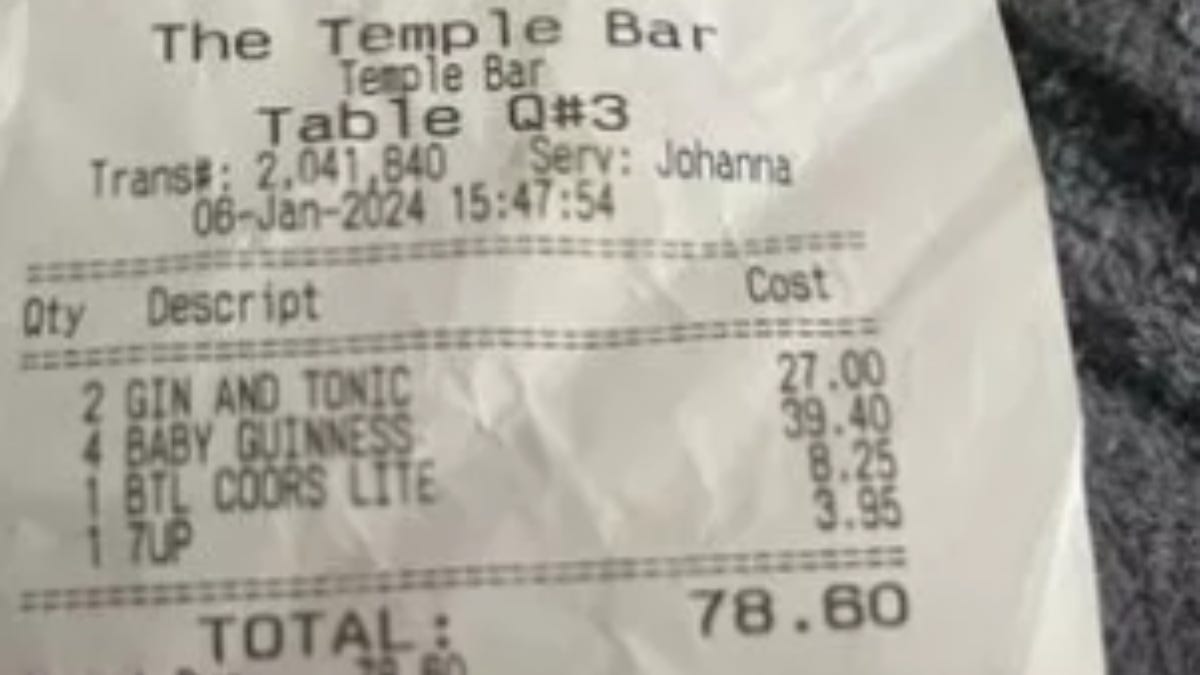 The Temple Bar
Temple Bar
Table Q#3
Trans#: 2,041,840 Serv: Johanna
06-Jan-2024 15:47:54
Qty Descript Cost
2 GIN AND TONIC 27.00
4 BABY GUINNESS 39.40
1 BTL COORS LITE 8.25
1 7UP 3.95
TOTAL: 78.60
78.60